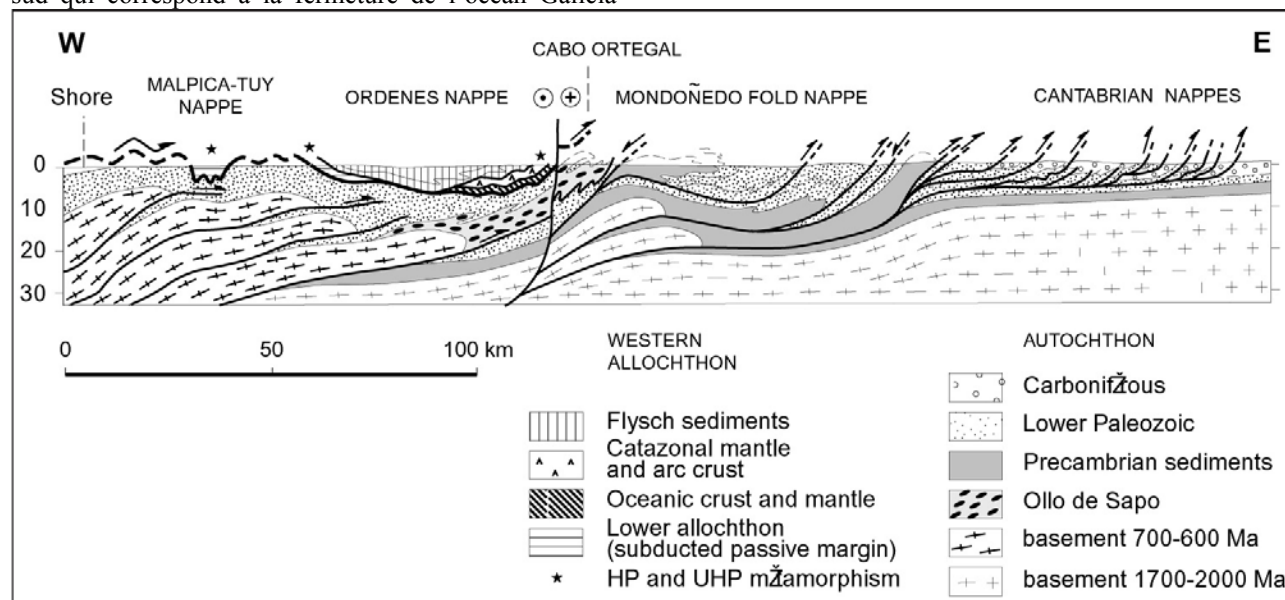 sud qui correspond à la fermeture de l'océan Galicia
W
E
CABO ORTEGAL
Shore
MALPICA-TUY
NAPPE
ORDENES NAPPE
MONDOÑEDO FOLD NAPPE
CANTABRIAN NAPPES
0
10
20
30
0 50 100 km
WESTERN
ALLOCHTHON
Flysch sediments
Catazonal mantle
and arc crust
Oceanic crust and mantle
Lower allochthon
(subducted passive margin)
★ HP and UHP mŽtamorphism
AUTOCHTHON
CarbonifŽrous
Lower Paleozoic
Precambrian sediments
Ollo de Sapo
basement 700-600 Ma
basement 1700-2000 Ma